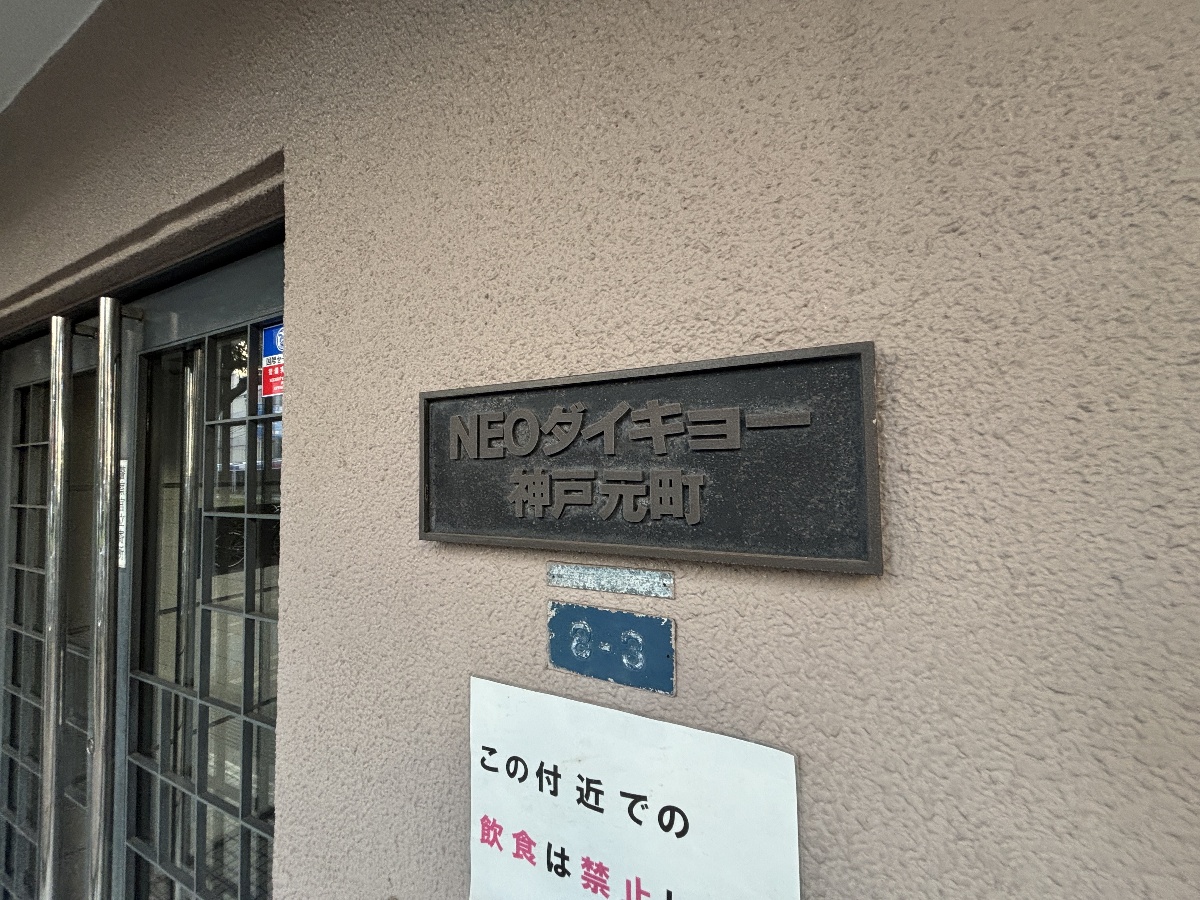 NEOダイキョー
神戸元町
8-3
この付近での
飲食は禁止